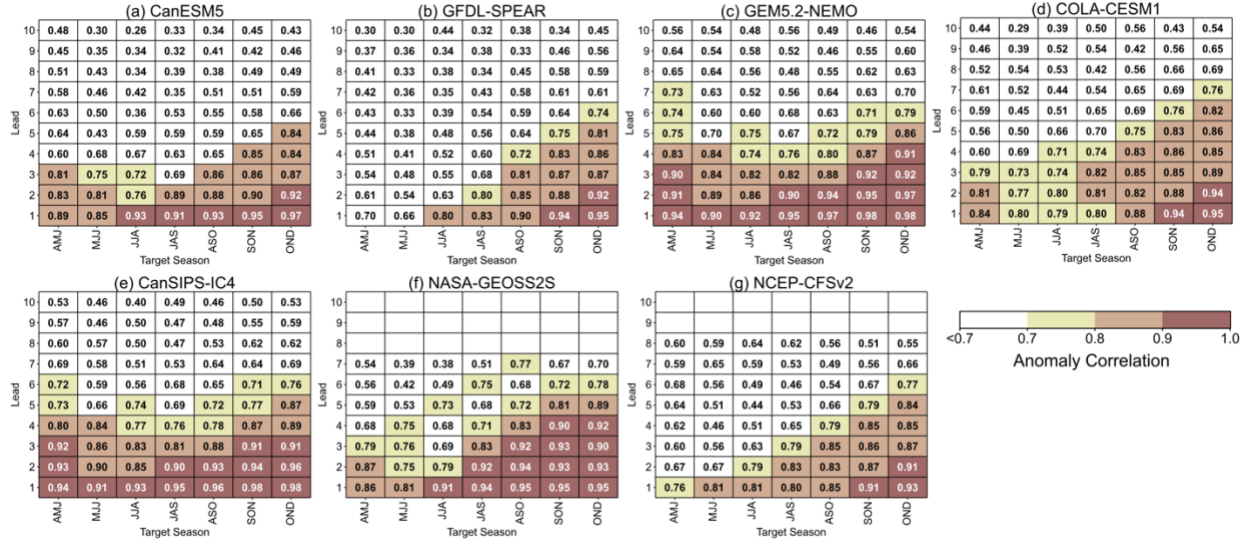 (a) CanESM5
10 0.48 0.30 0.26 0.33 0.34 0.45 0.43
9 0.45 0.35 0.34 0.32 0.41 0.42 0.46
8 0.51 0.43 0.34 0.39 0.38 0.49 0.49
7 0.58 0.46 0.42 0.35 0.51 0.51 0.59
6 0.63 0.50 0.36 0.53 0.55 0.58 0.66
5 0.64 0.43 0.59 0.59 0.59 0.65 0.84
4 0.60 0.68 0.67 0.63 0.65 0.85 0.84
3 0.81 0.75 0.72 0.69 0.86 0.86 0.87
2 0.83 0.81 0.76 0.89 0.88 0.90 0.92
1 0.89 0.85 0.93 0.91 0.93 0.95 0.97
Lead
AMJ MJJ JJA JAS ASO SON OND
Target Season
(b) GFDL-SPEAR
10 0.30 0.30 0.44 0.32 0.38 0.34 0.45
9 0.37 0.36 0.34 0.38 0.33 0.46 0.56
8 0.41 0.33 0.38 0.34 0.45 0.58 0.59
7 0.42 0.36 0.35 0.43 0.58 0.61 0.61
6 0.43 0.33 0.39 0.54 0.59 0.64 0.74
5 0.44 0.38 0.48 0.56 0.64 0.75 0.81
4 0.51 0.41 0.52 0.60 0.72 0.83 0.86
3 0.54 0.48 0.55 0.68 0.81 0.87 0.87
2 0.61 0.54 0.63 0.80 0.85 0.88 0.92
1 0.70 0.66 0.80 0.83 0.90 0.94 0.95
Lead
AMJ MJJ JJA JAS ASO SON OND
Target Season
(c) GEM5.2-NEMO
10 0.56 0.54 0.48 0.56 0.49 0.46 0.54
9 0.64 0.54 0.58 0.52 0.46 0.55 0.60
8 0.65 0.64 0.56 0.48 0.55 0.62 0.63
7 0.73 0.63 0.52 0.56 0.64 0.63 0.70
6 0.74 0.60 0.60 0.68 0.63 0.71 0.79
5 0.75 0.70 0.75 0.67 0.72 0.79 0.86
4 0.83 0.84 0.74 0.76 0.80 0.87 0.91
3 0.90 0.84 0.82 0.82 0.88 0.92 0.92
2 0.91 0.89 0.86 0.90 0.94 0.95 0.97
1 0.94 0.90 0.92 0.95 0.97 0.98 0.98
Lead
AMJ MJJ JJA JAS ASO SON OND
Target Season
(d) COLA-CESM1
10 0.44 0.29 0.39 0.50 0.56 0.43 0.54
9 0.46 0.39 0.52 0.54 0.42 0.56 0.65
8 0.52 0.54 0.53 0.42 0.56 0.66 0.69
7 0.61 0.52 0.44 0.54 0.65 0.69 0.76
6 0.59 0.45 0.51 0.65 0.69 0.76 0.82
5 0.56 0.50 0.66 0.70 0.75 0.83 0.86
4 0.60 0.69 0.71 0.74 0.83 0.86 0.85
3 0.79 0.73 0.74 0.82 0.85 0.85 0.89
2 0.81 0.77 0.80 0.81 0.82 0.88 0.94
1 0.84 0.80 0.79 0.80 0.88 0.94 0.95
Lead
AMJ MJJ JJA JAS ASO SON OND
Target Season
(e) CanSIPS-IC4
10 0.53 0.46 0.40 0.49 0.46 0.50 0.53
9 0.57 0.46 0.50 0.47 0.48 0.55 0.59
8 0.60 0.57 0.50 0.47 0.53 0.62 0.62
7 0.69 0.58 0.51 0.53 0.64 0.64 0.69
6 0.72 0.59 0.56 0.68 0.65 0.71 0.76
5 0.73 0.66 0.74 0.69 0.72 0.77 0.87
4 0.80 0.84 0.77 0.76 0.78 0.87 0.89
3 0.92 0.86 0.83 0.81 0.88 0.91 0.91
2 0.93 0.90 0.85 0.90 0.93 0.94 0.96
1 0.94 0.91 0.93 0.95 0.96 0.98 0.98
Lead
AMJ MJJ JJA JAS ASO SON OND
Target Season
(f) NASA-GEOSS2S
10
9
8
7 0.54 0.39 0.38 0.51 0.77 0.67 0.70
6 0.56 0.42 0.49 0.75 0.68 0.72 0.78
5 0.59 0.53 0.73 0.68 0.72 0.81 0.89
4 0.68 0.75 0.68 0.71 0.83 0.90 0.92
3 0.79 0.76 0.69 0.83 0.92 0.93 0.90
2 0.87 0.75 0.79 0.92 0.94 0.93 0.93
1 0.86 0.81 0.91 0.94 0.95 0.95 0.95
Lead
AMJ MJJ JJA JAS ASO SON OND
Target Season
(g) NCEP-CFSv2
10
9
8 0.60 0.59 0.64 0.62 0.56 0.51 0.55
7 0.59 0.65 0.53 0.49 0.49 0.56 0.66
6 0.68 0.56 0.49 0.46 0.54 0.67 0.77
5 0.64 0.51 0.44 0.53 0.66 0.79 0.84
4 0.62 0.46 0.51 0.65 0.79 0.85 0.85
3 0.60 0.56 0.63 0.79 0.85 0.86 0.87
2 0.67 0.67 0.79 0.83 0.83 0.87 0.91
1 0.76 0.81 0.81 0.80 0.85 0.91 0.93
Lead
AMJ MJJ JJA JAS ASO SON OND
Target Season
<0.7 0.7 0.8 0.9 1.0
Anomaly Correlation